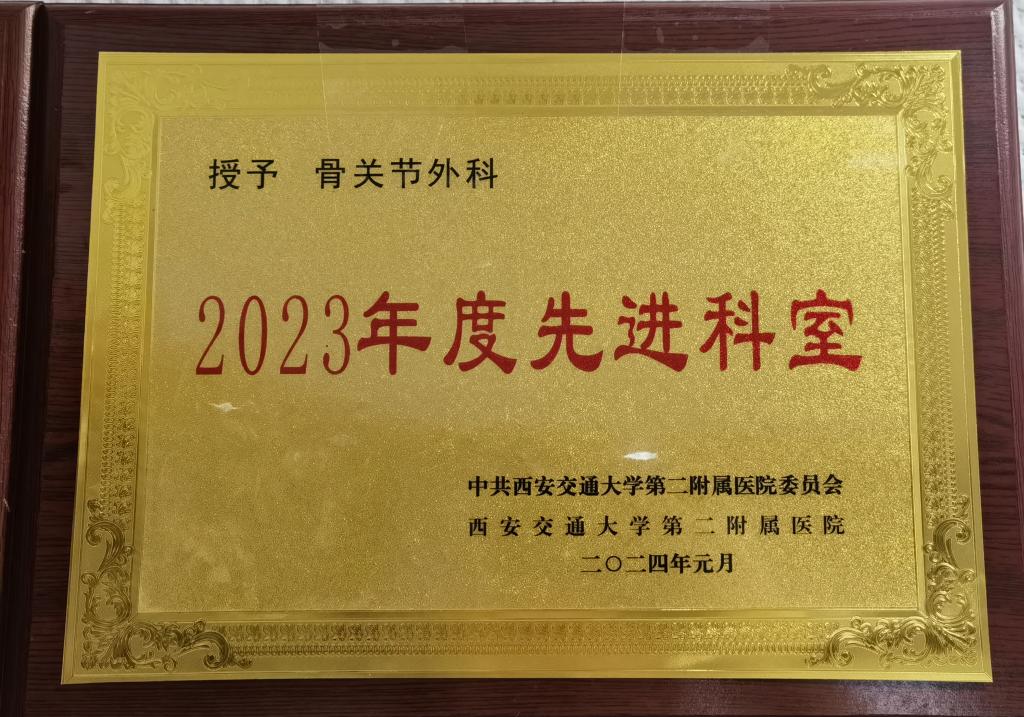 授予 骨关节外科
2023年度先进科室
中共西安交通大学第二附属医院委员会
西安交通大学第二附属医院
二〇二四年元月